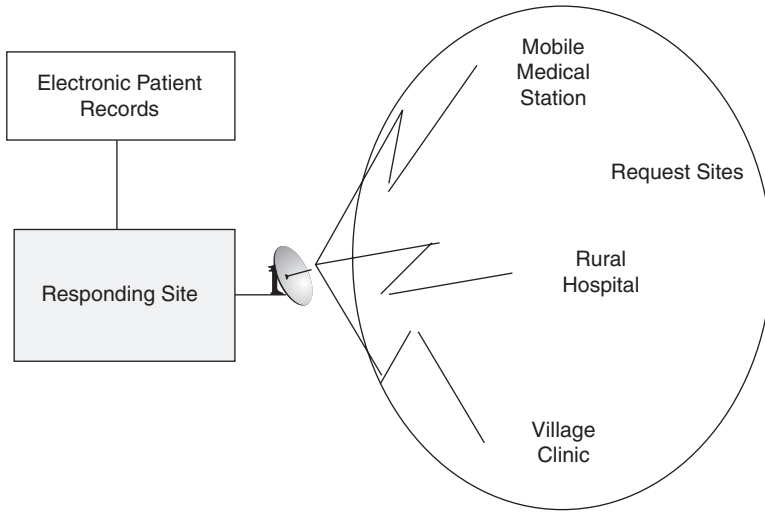 Electronic Patient
Records
Responding Site
Mobile
Medical
Station
Request Sites
Rural
Hospital
Village
Clinic